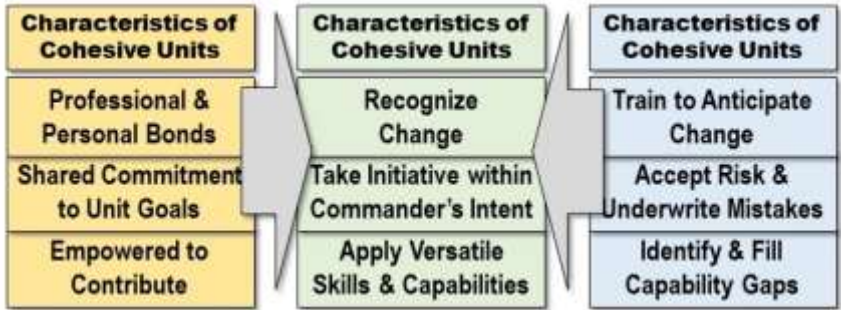 Characteristics of
Cohesive Units
Professional &
Personal Bonds
Shared Commitment
to Unit Goals
Empowered to
Contribute
Characteristics of
Cohesive Units
Recognize
Change
Take Initiative within
Commander's Intent
Apply Versatile
Skills & Capabilities
Characteristics of
Cohesive Units
Train to Anticipate
Change
Accept Risk &
Underwrite Mistakes
Identify & Fill
Capability Gaps